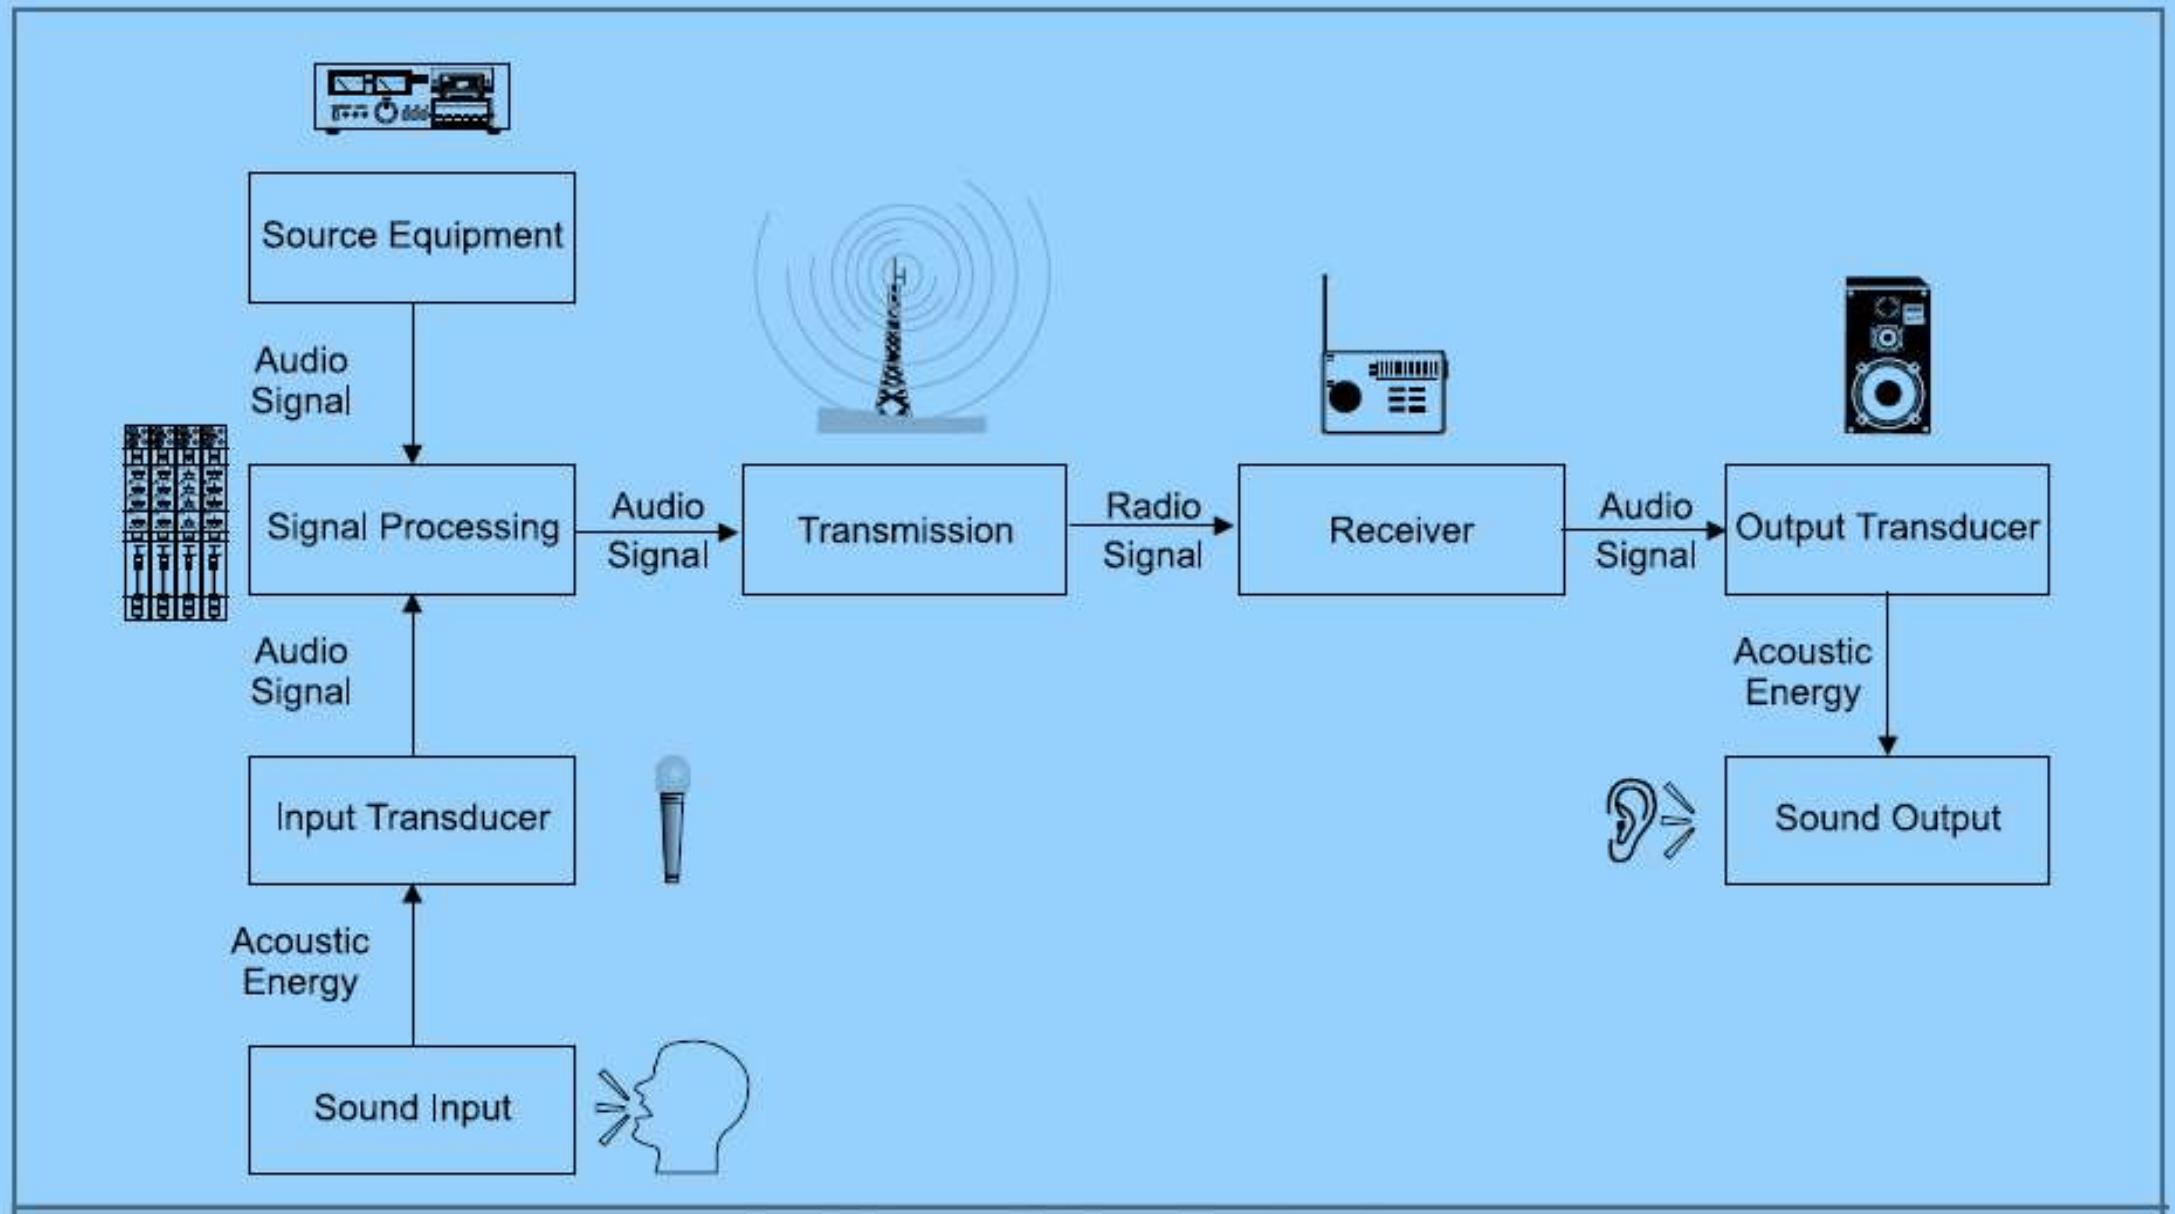 Source Equipment
Audio
Signal
Signal Processing
Audio
Signal
Transmission
Radio
Signal
Receiver
Audio
Signal
Output Transducer
Audio
Signal
Acoustic
Energy
Input Transducer
Sound Output
Acoustic
Energy
Sound Input